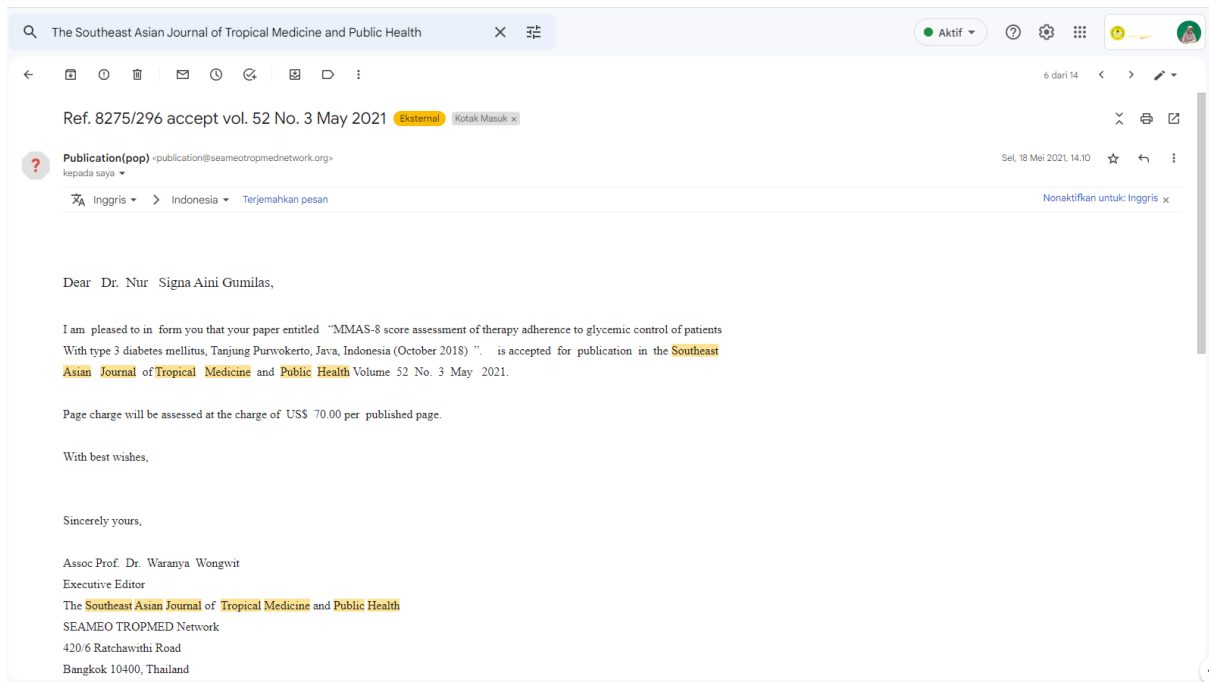 The Southeast Asian Journal of Tropical Medicine and Public Health
Aktif
6 dari 14
Ref. 8275/296 accept vol. 52 No. 3 May 2021 Eksternal Kotak Masuk ×
Publication(pop) <publication@seameotropmednetwork.org>
Sel, 18 Mei 2021, 14.10
kepada saya
Inggris > Indonesia Terjemahkan pesan
Nonaktifkan untuk: Inggris ×
Dear Dr. Nur Signa Aini Gumilas,
I am pleased to in form you that your paper entitled “MMAS-8 score assessment of therapy adherence to glycemic control of patients
With type 3 diabetes mellitus, Tanjung Purwokerto, Java, Indonesia (October 2018) ”. is accepted for publication in the Southeast
Asian Journal of Tropical Medicine and Public Health Volume 52 No. 3 May 2021.
Page charge will be assessed at the charge of US$ 70.00 per published page.
With best wishes,
Sincerely yours,
Assoc Prof. Dr. Waranya Wongwit
Executive Editor
The Southeast Asian Journal of Tropical Medicine and Public Health
SEAMEO TROPMED Network
420/6 Ratchawithi Road
Bangkok 10400, Thailand